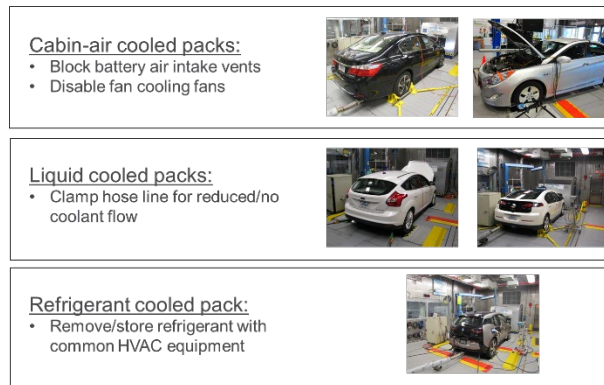 Cabin-air cooled packs:
• Block battery air intake vents
• Disable fan cooling fans
Liquid cooled packs:
• Clamp hose line for reduced/no
coolant flow
Refrigerant cooled pack:
• Remove/store refrigerant with
common HVAC equipment